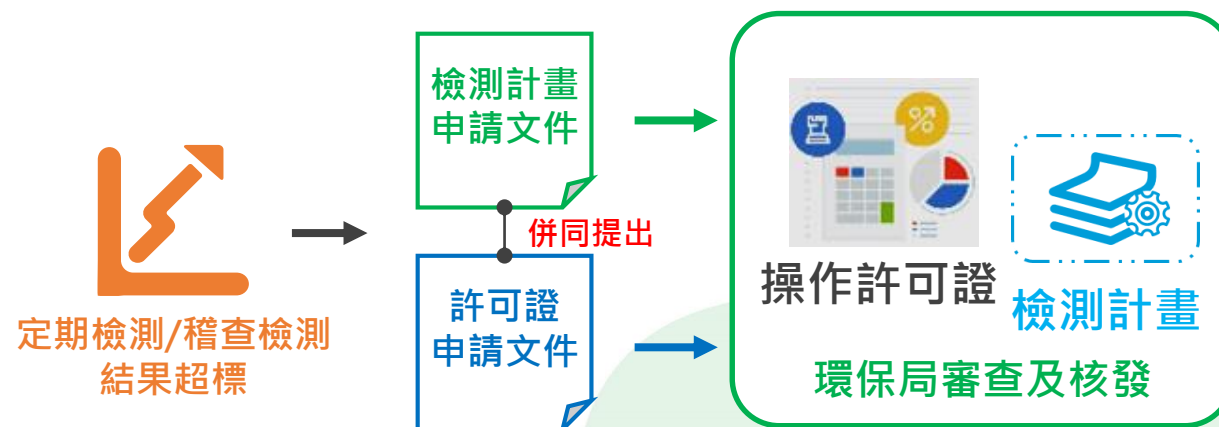 定期檢測/稽查檢測
結果超標
檢測計畫
申請文件
併同提出
許可證
申請文件
%
操作許可證
檢測計畫
環保局審查及核發